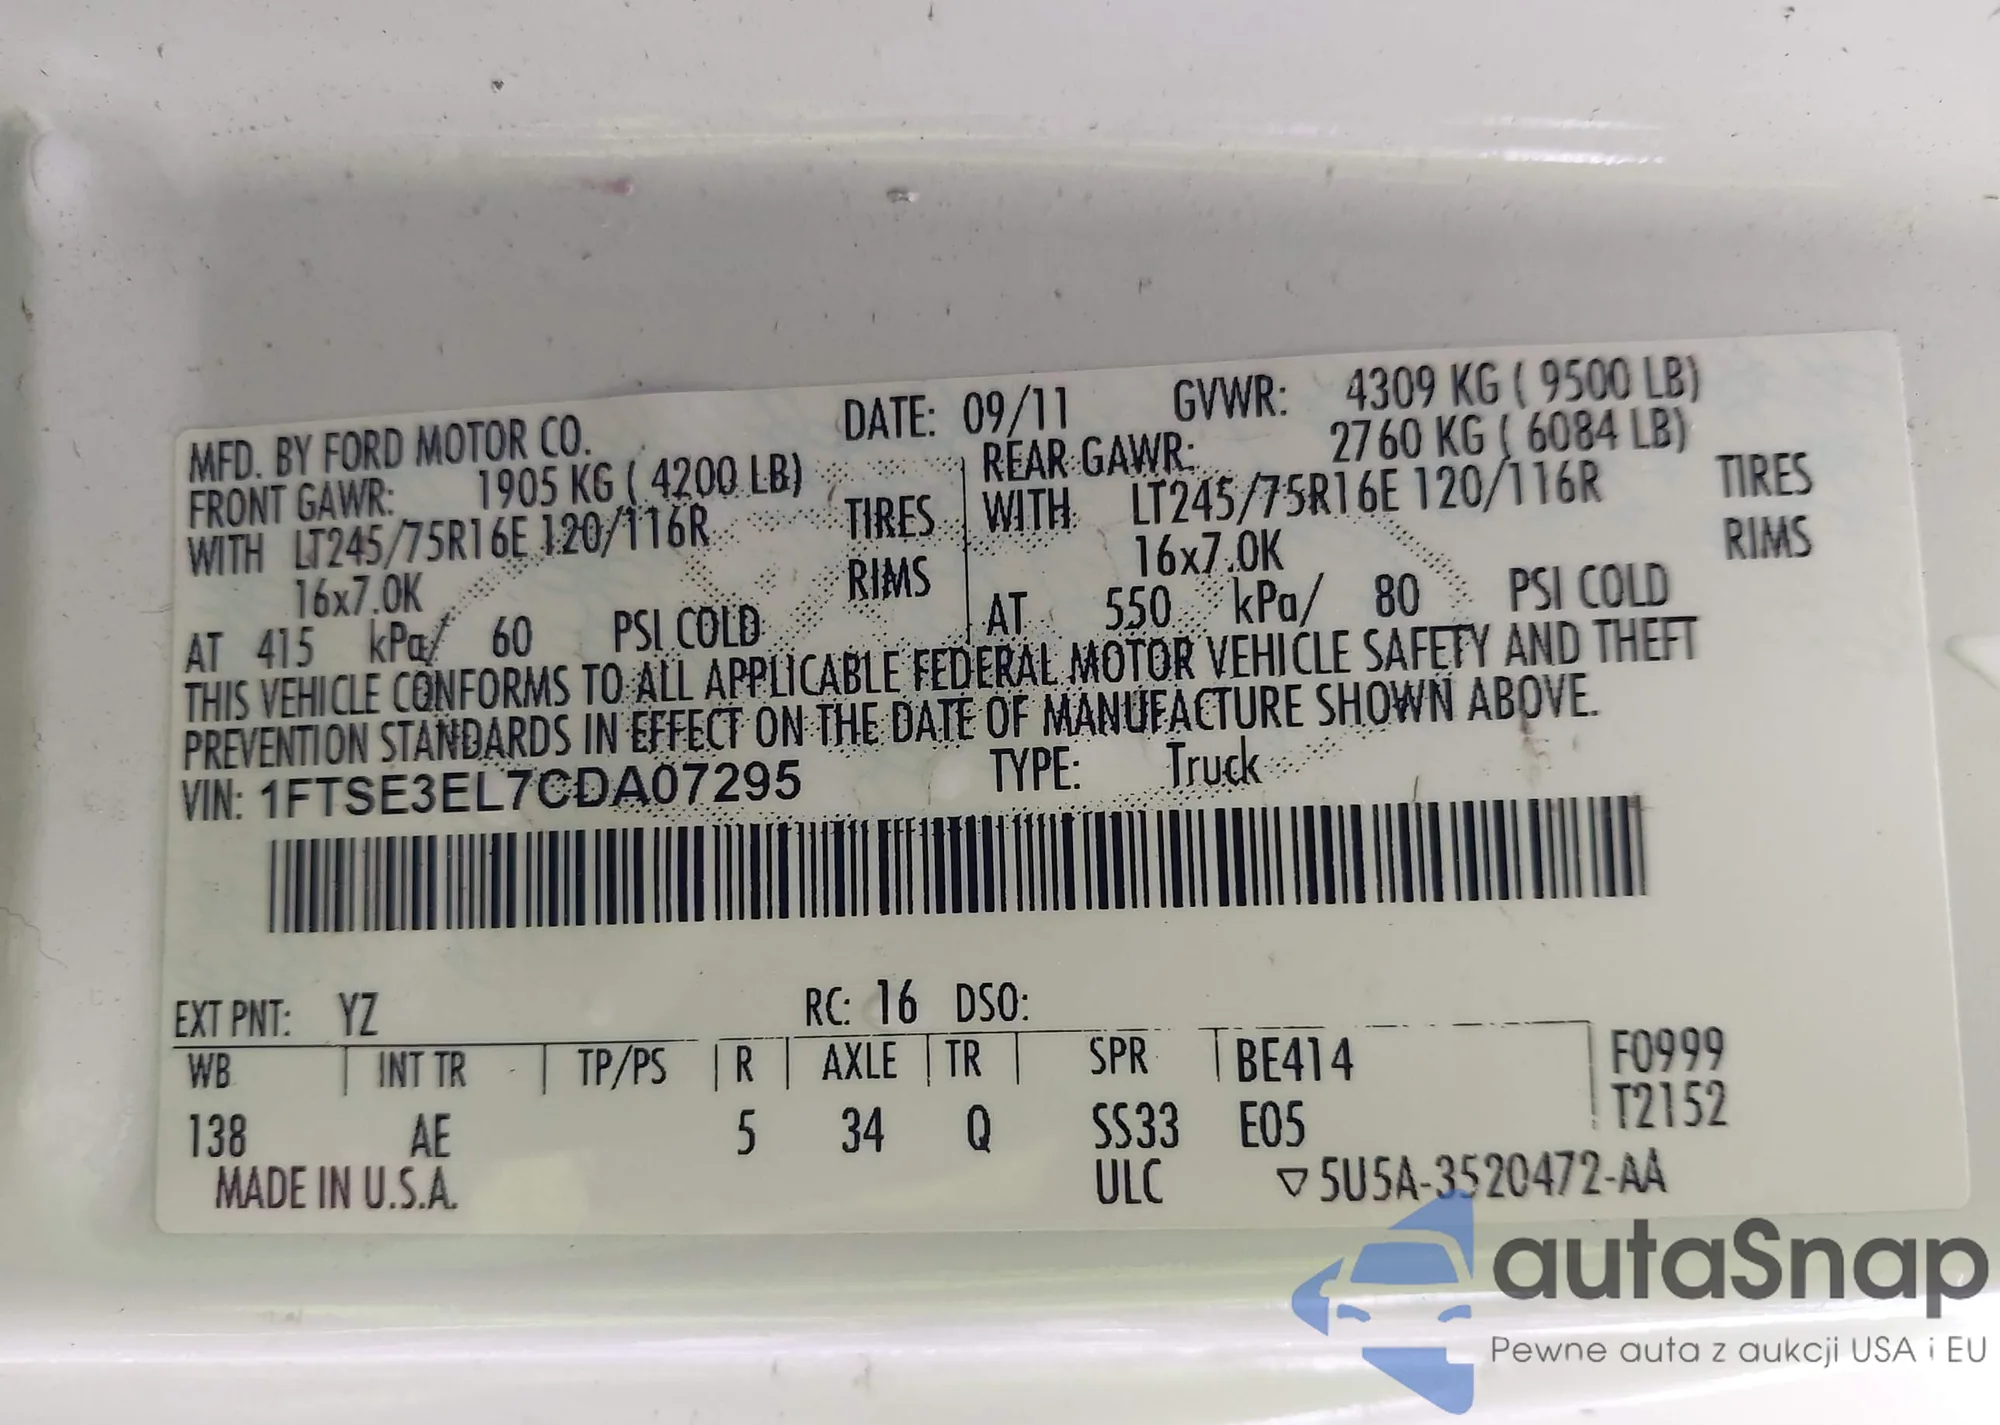 MFD. BY FORD MOTOR CO. DATE: 09/11 GVWR: 4309 KG ( 9500 LB)
FRONT GAWR: 1905 KG ( 4200 LB) REAR GAWR: 2760 KG ( 6084 LB)
WITH LT245/75R16E 120/116R TIRES WITH LT245/75R16E 120/116R TIRES
16x7.0K RIMS 16x7.0K RIMS
AT 415 kPa/ 60 PSI COLD AT 550 kPa/ 80 PSI COLD
THIS VEHICLE CONFORMS TO ALL APPLICABLE FEDERAL MOTOR VEHICLE SAFETY AND THEFT
PREVENTION STANDARDS IN EFFECT ON THE DATE OF MANUFACTURE SHOWN ABOVE.
VIN: 1FTSE3EL7CDA07295 TYPE: Truck
EXT PNT: YZ RC: 16 DSO:
WB INT TR TP/PS R AXLE TR SPR BE414 F0999
138 AE 5 34 Q SS33 E05 T2152
MADE IN U.S.A. ULC ▽5U5A-3520472-AA
autaSnap
Pewne auta z aukcji USA i EU